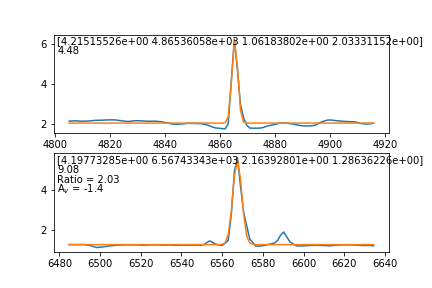 [4.21515526e+00 4.86536058e+03 1.06183802e+00 2.03331152e+00]
4.48
6
4
2
4800 4820 4840 4860 4880 4900 4920
[4.19773285e+00 6.56743343e+03 2.16392801e+00 1.28636226e+00]
9.08
Ratio = 2.03
Av = -1.4
4
2
6480 6500 6520 6540 6560 6580 6600 6620 6640